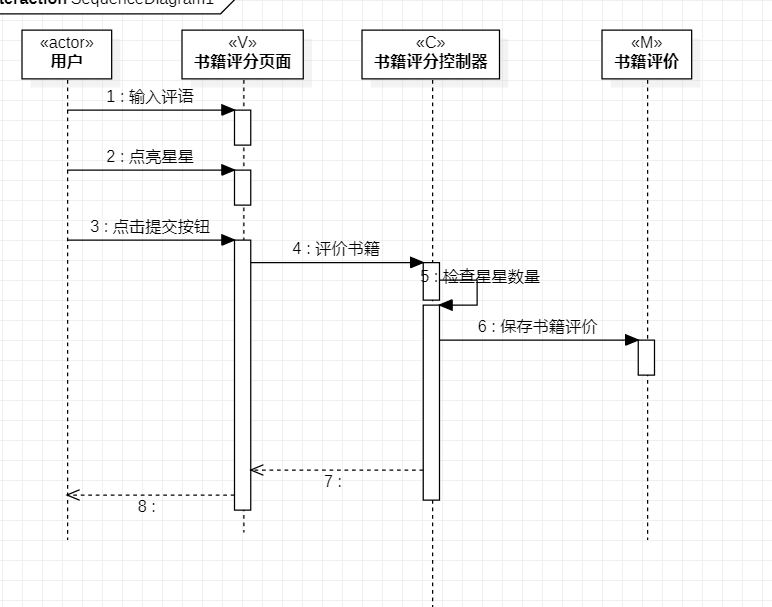 SequenceDiagram1
«actor»
用户
«V»
书籍评分页面
«C»
书籍评分控制器
«M»
书籍评价
1 : 输入评语
2 : 点亮星星
3 : 点击提交按钮
4 : 评价书籍
5 : 检查星星数量
6 : 保存书籍评价
7 :
8 :